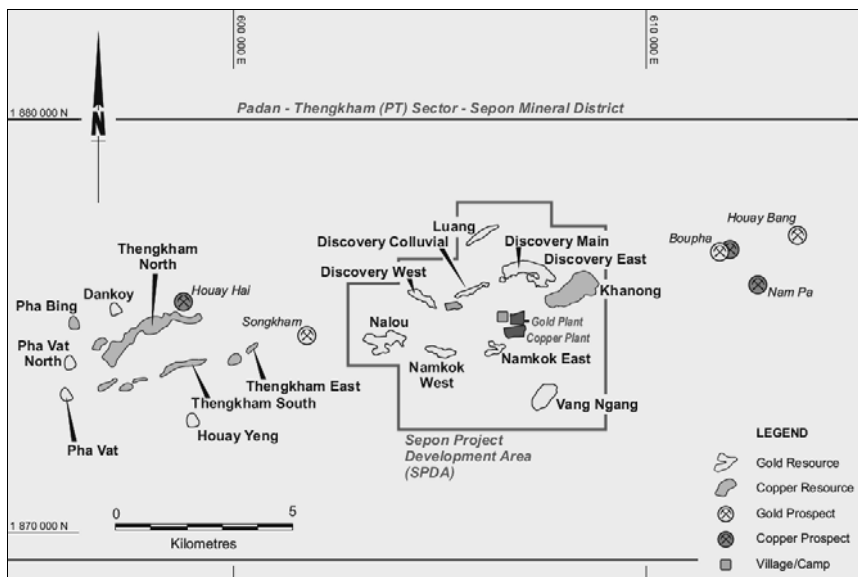 600 000 E
610 000 E
Padan - Thengkham (PT) Sector - Sepon Mineral District
1 880 000 N
N
Luang
Houay Bang
Discovery Colluvial
Discovery Main
Boupha
Thengkham
North
Discovery East
Discovery West
Khanong
Nam Pa
Dankoy
Houay Hai
Pha Bing
Songkham
Nalou
Gold Plant
Copper Plant
Pha Vat
North
Namkok East
Namkok
West
Thengkham East
Thengkham South
Vang Ngang
Pha Vat
Houay Yeng
Sepon Project
Development Area
(SPDA)
LEGEND
Gold Resource
Copper Resource
Gold Prospect
Copper Prospect
Village/Camp
0
5
Kilometres
1 870 000 N